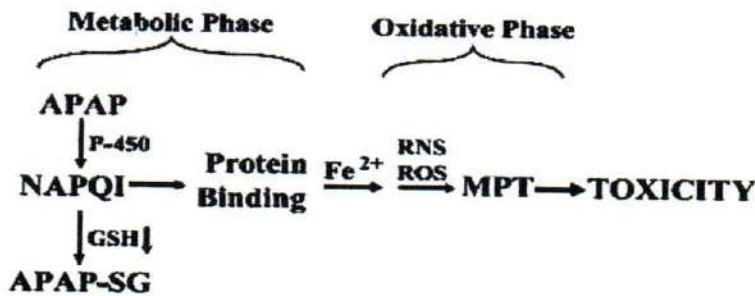 Metabolic Phase Oxidative Phase
APAP
P-450
NAPQI Protein Binding Fe²⁺ RNS ROS MPT TOXICITY
GSH
APAP-SG